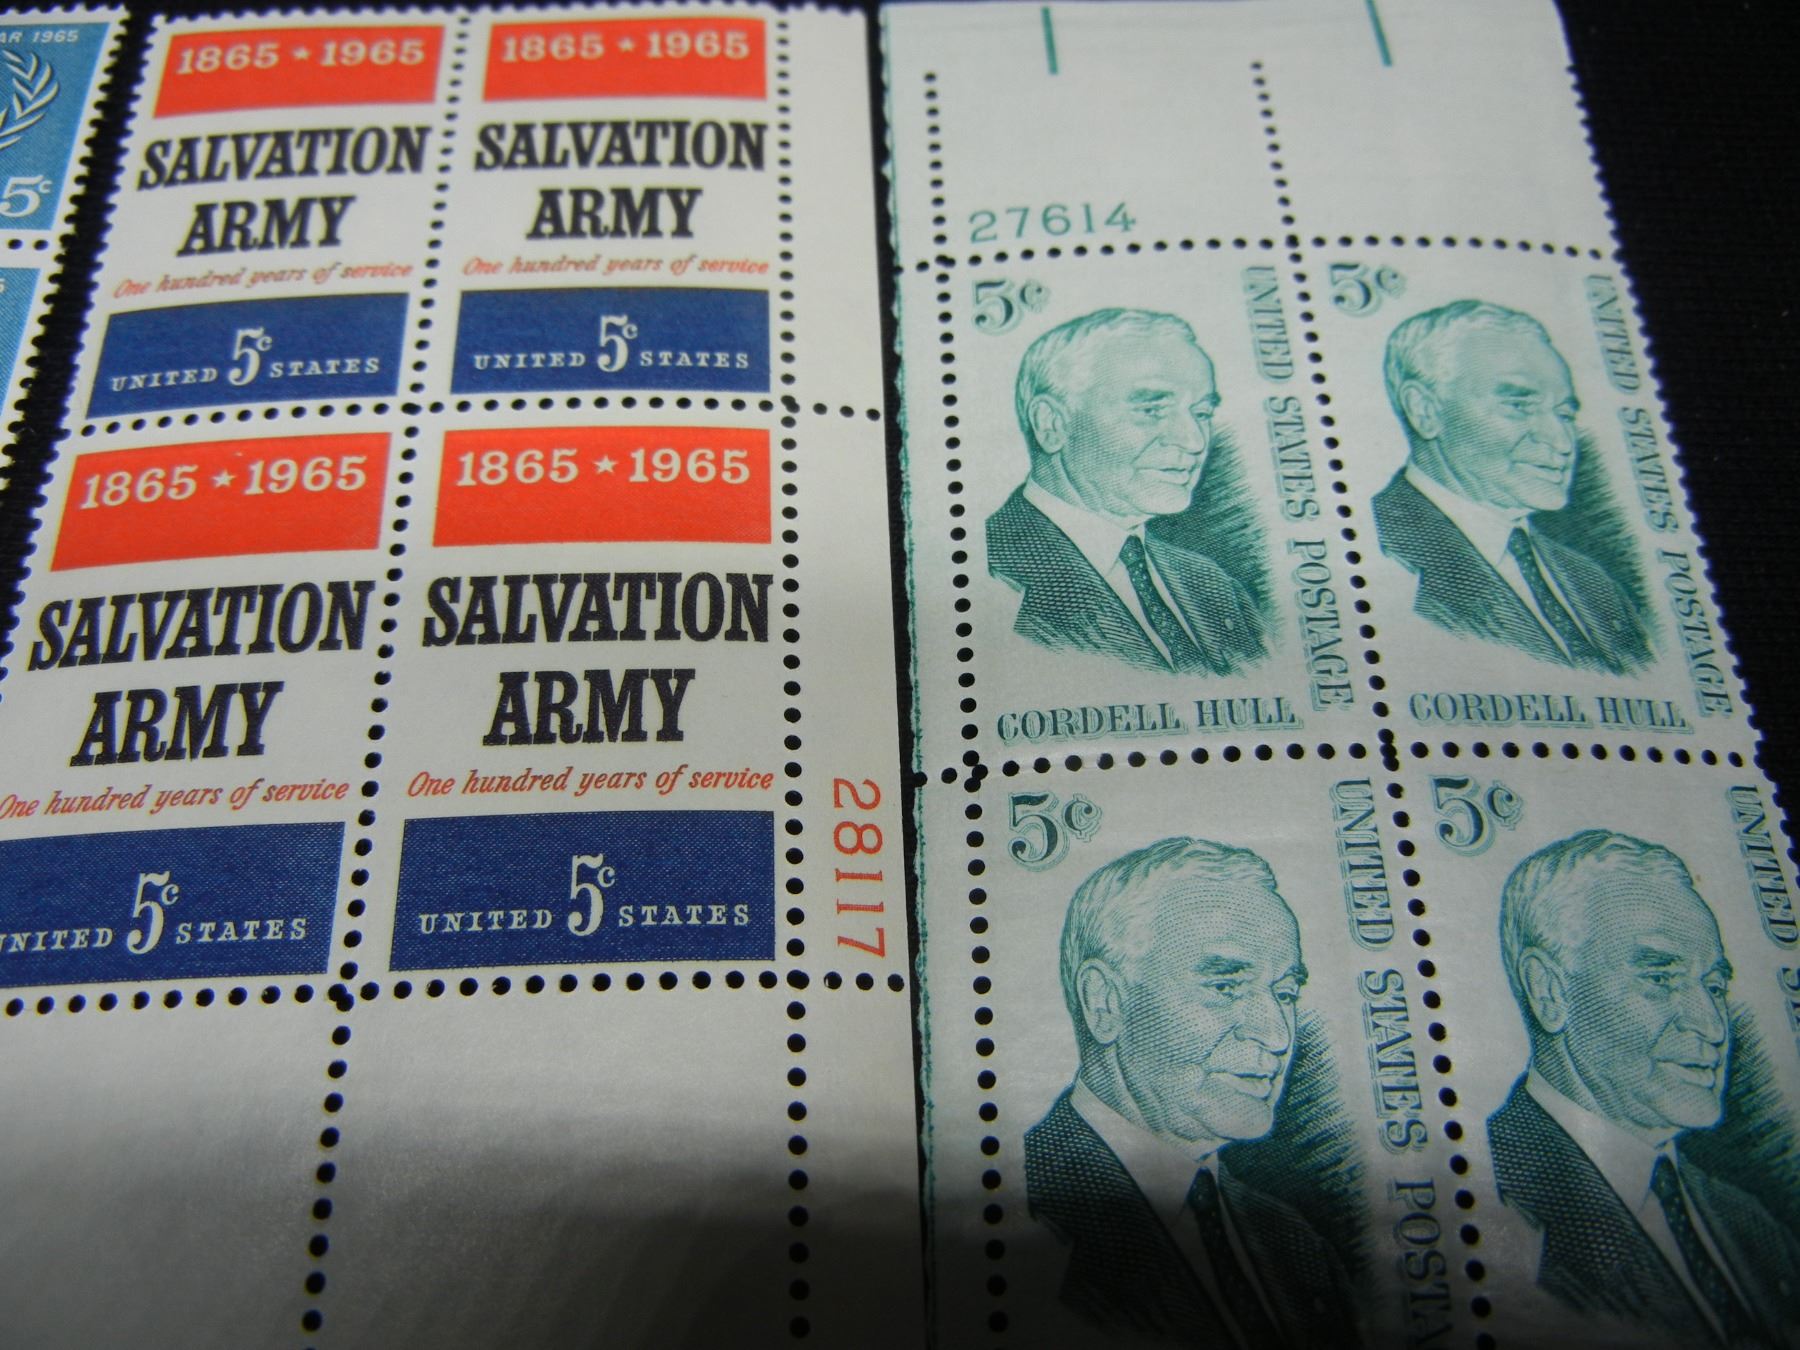 AR 1965
5c
1865 ★ 1965
SALVATION
ARMY
One hundred years of service
UNITED 5c STATES
1865 ★ 1965
SALVATION
ARMY
One hundred years of service
UNITED 5c STATES
1865 ★ 1965
SALVATION
ARMY
One hundred years of service
UNITED 5c STATES
1865 ★ 1965
SALVATION
ARMY
One hundred years of service
UNITED 5c STATES
28117
27614
5c
UNITED STATES POSTAGE
CORDELL HULL
5c
UNITED STATES POSTAGE
CORDELL HULL
5c
UNITED STATES POSTA
5c
UNITED